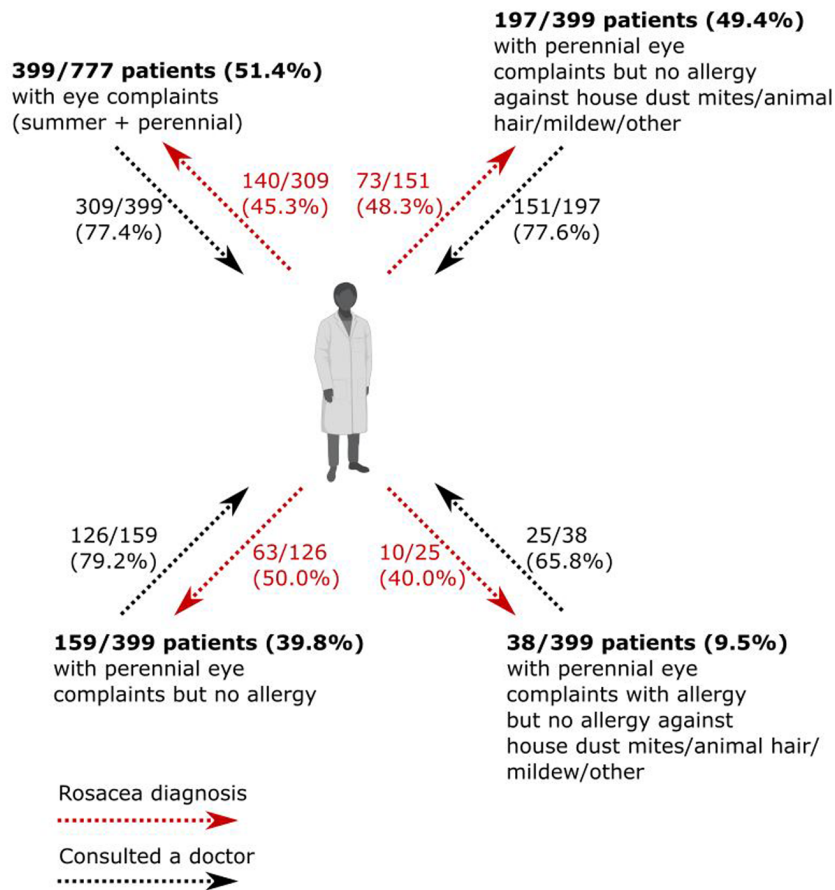 399/777 patients (51.4%)
with eye complaints
(summer + perennial)
197/399 patients (49.4%)
with perennial eye
complaints but no allergy
against house dust mites/animal
hair/mildew/other
309/399
(77.4%)
140/309
(45.3%)
73/151
(48.3%)
151/197
(77.6%)
126/159
(79.2%)
63/126
(50.0%)
10/25
(40.0%)
25/38
(65.8%)
159/399 patients (39.8%)
with perennial eye
complaints but no allergy
38/399 patients (9.5%)
with perennial eye
complaints with allergy
but no allergy against
house dust mites/animal hair/
mildew/other
Rosacea diagnosis
Consulted a doctor